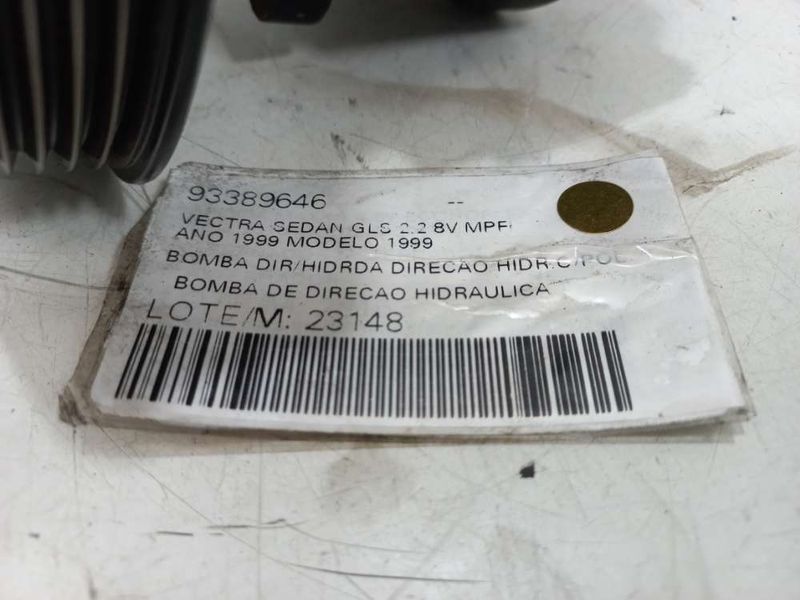 93389646 --
VECTRA SEDAN GLS 2.2 8V MPF
ANO 1999 MODELO 1999
BOMBA DIR/HIDRDA DIRECAO HIDR.C/POL
BOMBA DE DIRECAO HIDRAULICA
LOTE/M: 23148